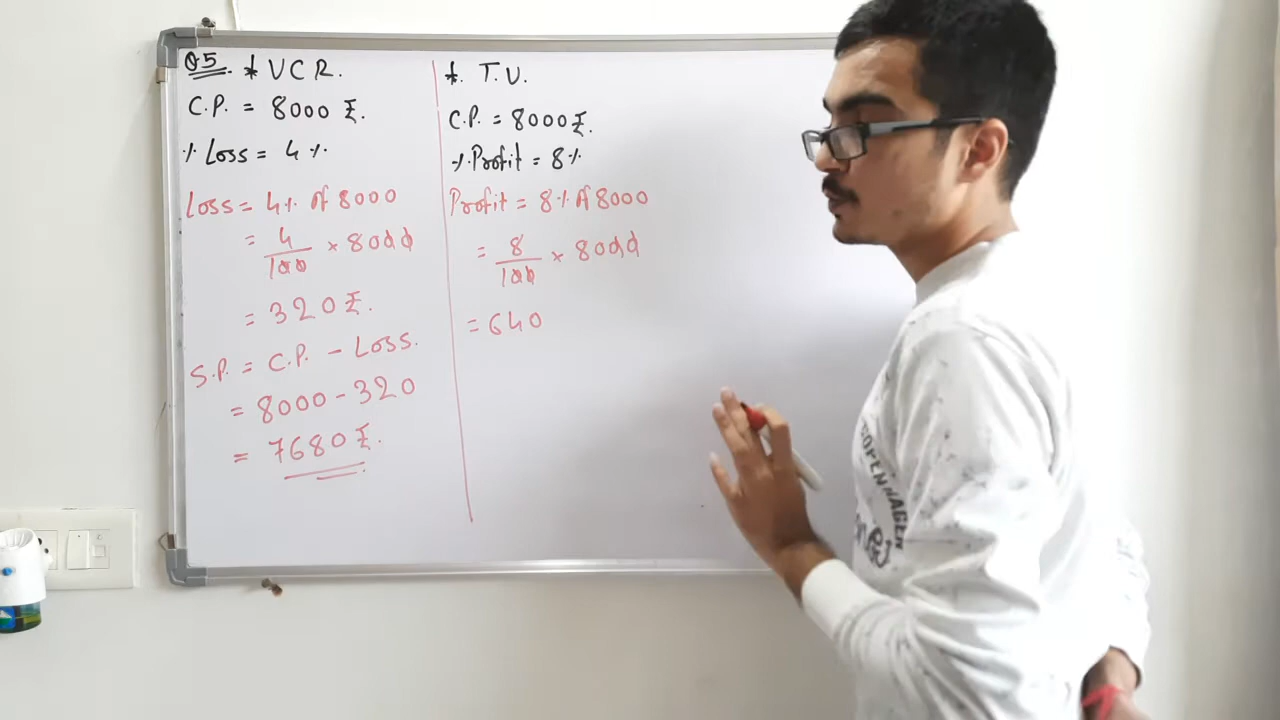 Q5. * VCR.
C.P. = 8000 ₹.
% Loss = 4 %.
Loss = 4% of 8000
= 4/100 × 8000
= 320 ₹.
S.P. = C.P. - Loss.
= 8000 - 320
= 7680 ₹.
*. T.V.
C.P. = 8000 ₹.
% Profit = 8 %
Profit = 8% of 8000
= 8/100 × 8000
= 640
COPENHAGEN